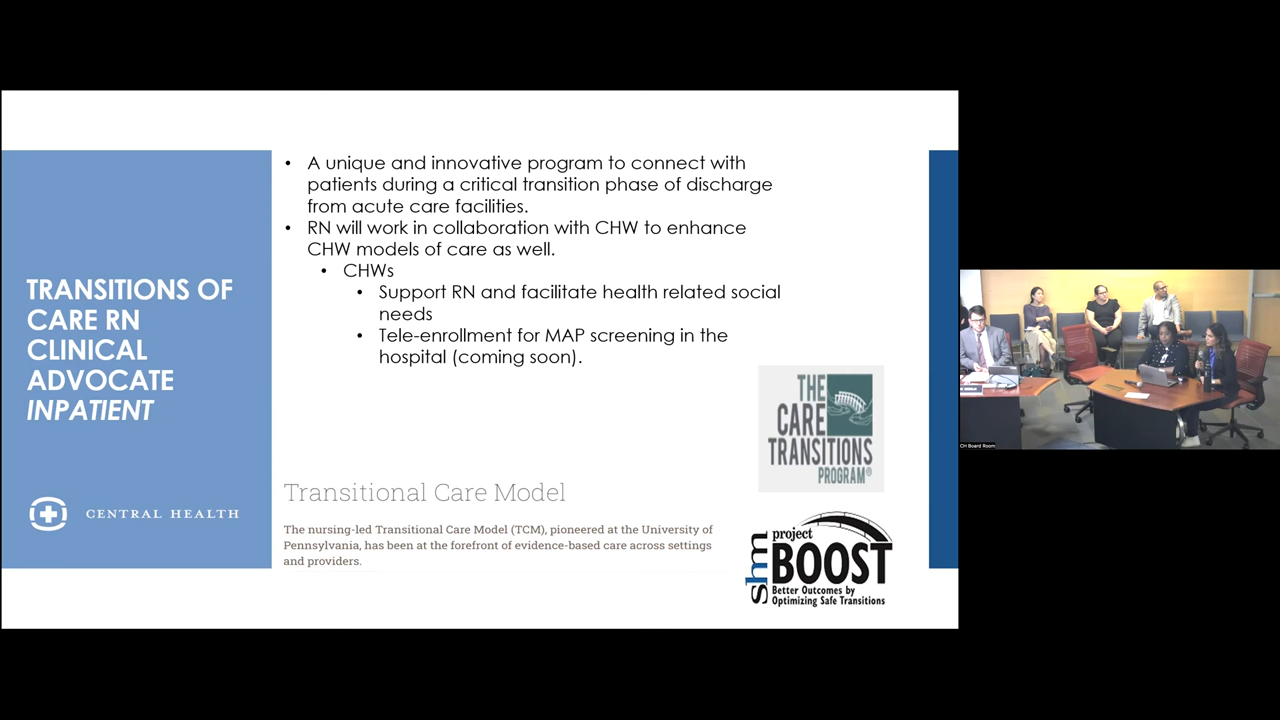 TRANSITIONS OF
CARE RN
CLINICAL
ADVOCATE
INPATIENT
CENTRAL HEALTH
• A unique and innovative program to connect with
patients during a critical transition phase of discharge
from acute care facilities.
• RN will work in collaboration with CHW to enhance
CHW models of care as well.
• CHWs
• Support RN and facilitate health related social
needs
• Tele-enrollment for MAP screening in the
hospital (coming soon).
THE
CARE
TRANSITIONS
PROGRAM®
Transitional Care Model
The nursing-led Transitional Care Model (TCM), pioneered at the University of
Pennsylvania, has been at the forefront of evidence-based care across settings
and providers.
shm
project
BOOST
Better Outcomes by
Optimizing Safe Transitions
CH Board Room